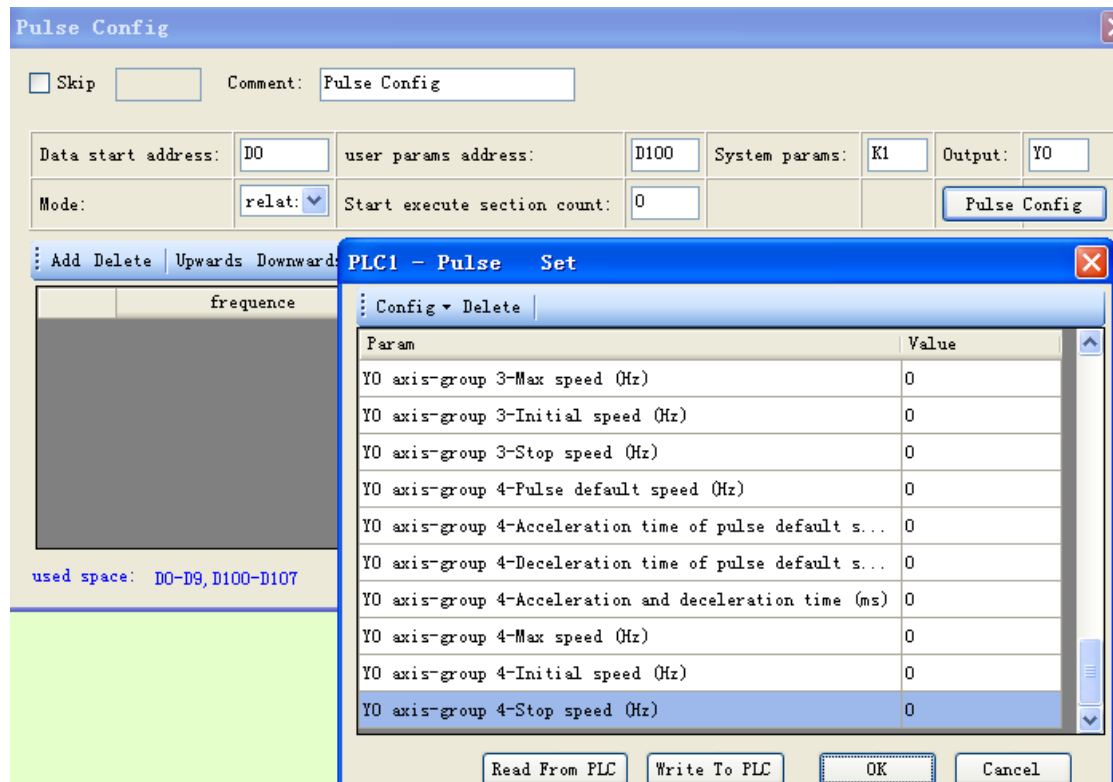 Pulse Config
Skip Comment: Pulse Config
Data start address: D0 user params address: D100 System params: K1 Output: Y0
Mode: relat: Start execute section count: 0 Pulse Config
Add Delete Upwards Downwards
frequence
used space: D0-D9,D100-D107
PLC1 - Pulse Set
Config Delete
Param Value
Y0 axis-group 3-Max speed (Hz) 0
Y0 axis-group 3-Initial speed (Hz) 0
Y0 axis-group 3-Stop speed (Hz) 0
Y0 axis-group 4-Pulse default speed (Hz) 0
Y0 axis-group 4-Acceleration time of pulse default s... 0
Y0 axis-group 4-Deceleration time of pulse default s... 0
Y0 axis-group 4-Acceleration and deceleration time (ms) 0
Y0 axis-group 4-Max speed (Hz) 0
Y0 axis-group 4-Initial speed (Hz) 0
Y0 axis-group 4-Stop speed (Hz) 0
Read From PLC Write To PLC OK Cancel